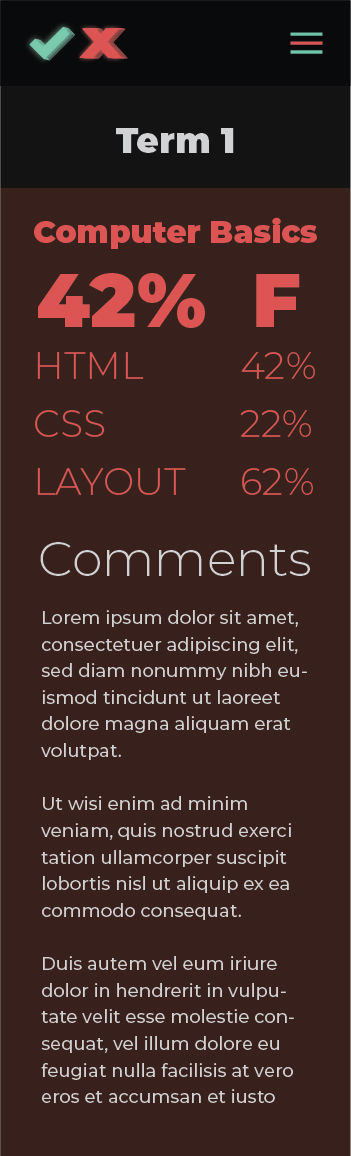 Term 1
Computer Basics
42% F
HTML 42%
CSS 22%
LAYOUT 62%
Comments
Lorem ipsum dolor sit amet,
consectetuer adipiscing elit,
sed diam nonummy nibh eu-
ismod tincidunt ut laoreet
dolore magna aliquam erat
volutpat.
Ut wisi enim ad minim
veniam, quis nostrud exerci
tation ullamcorper suscipit
lobortis nisl ut aliquip ex ea
commodo consequat.
Duis autem vel eum iriure
dolor in hendrerit in vulpu-
tate velit esse molestie con-
sequat, vel illum dolore eu
feugiat nulla facilisis at vero
eros et accumsan et iusto